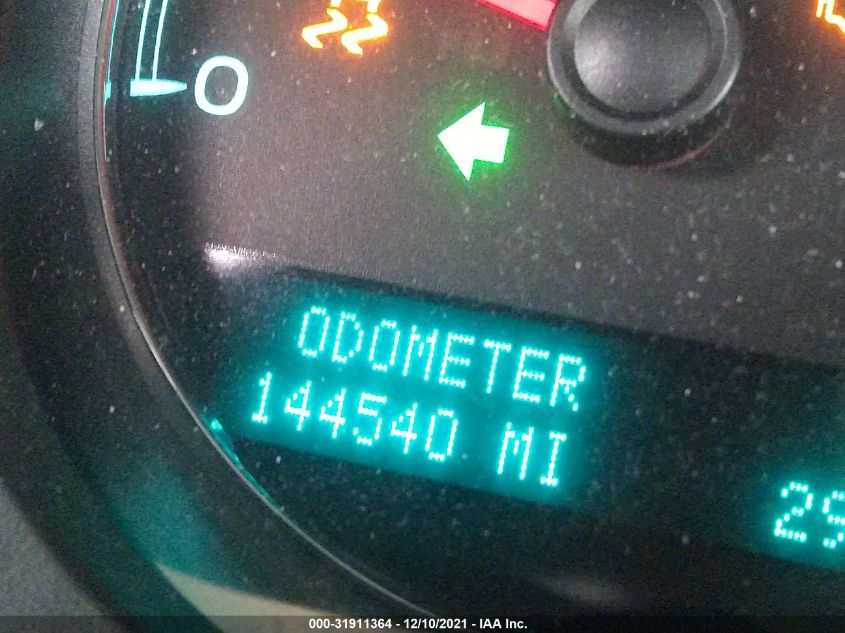 0
ODOMETER
144540 MI
29
000-31911364 - 12/10/2021 - IAA Inc.